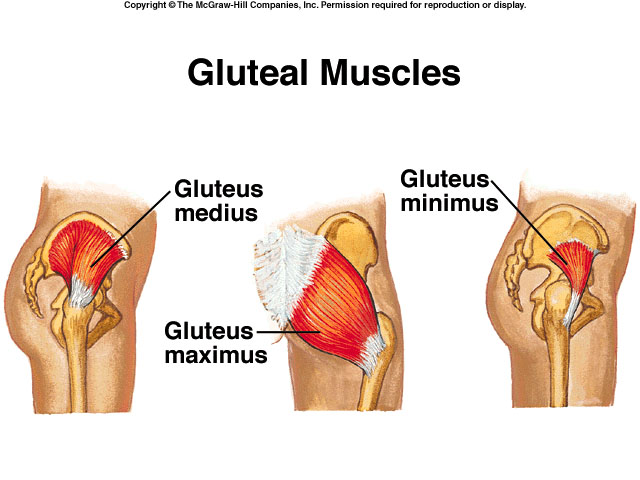 Copyright © The McGraw-Hill Companies, Inc. Permission required for reproduction or display.
Gluteal Muscles
Gluteus
medius
Gluteus
maximus
Gluteus
minimus